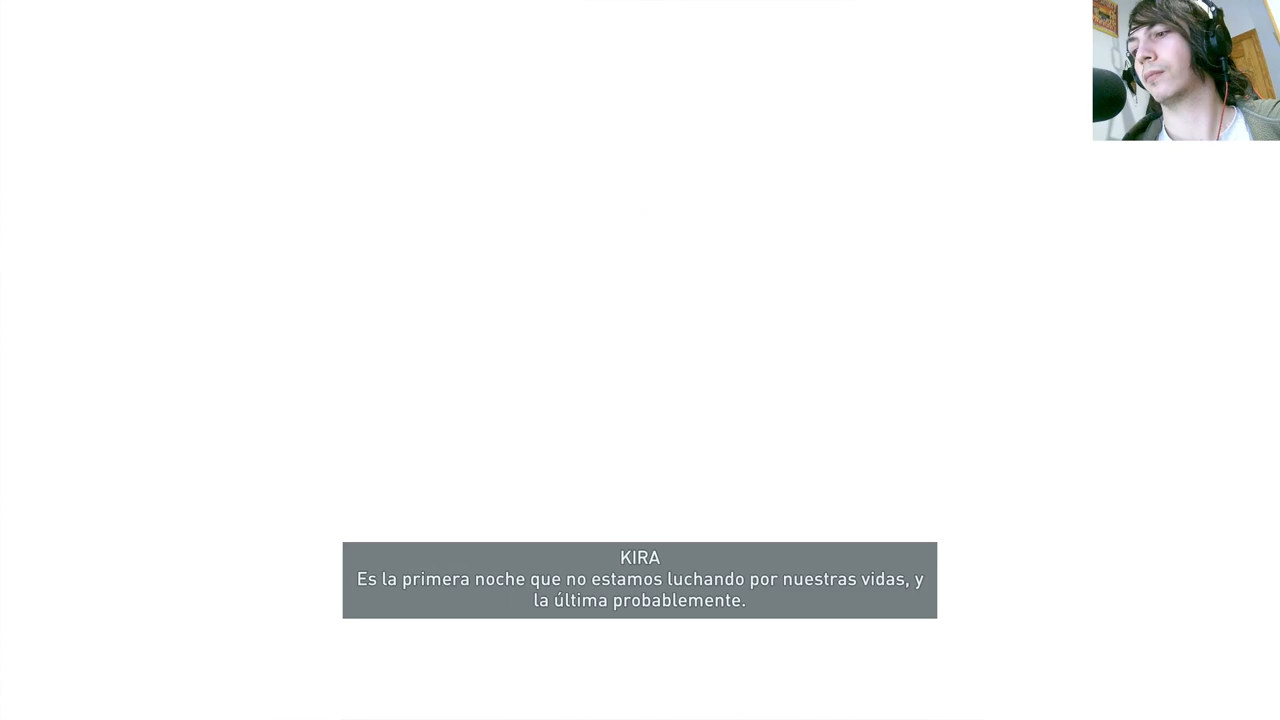 KIRA
Es la primera noche que no estamos luchando por nuestras vidas, y
la última probablemente.